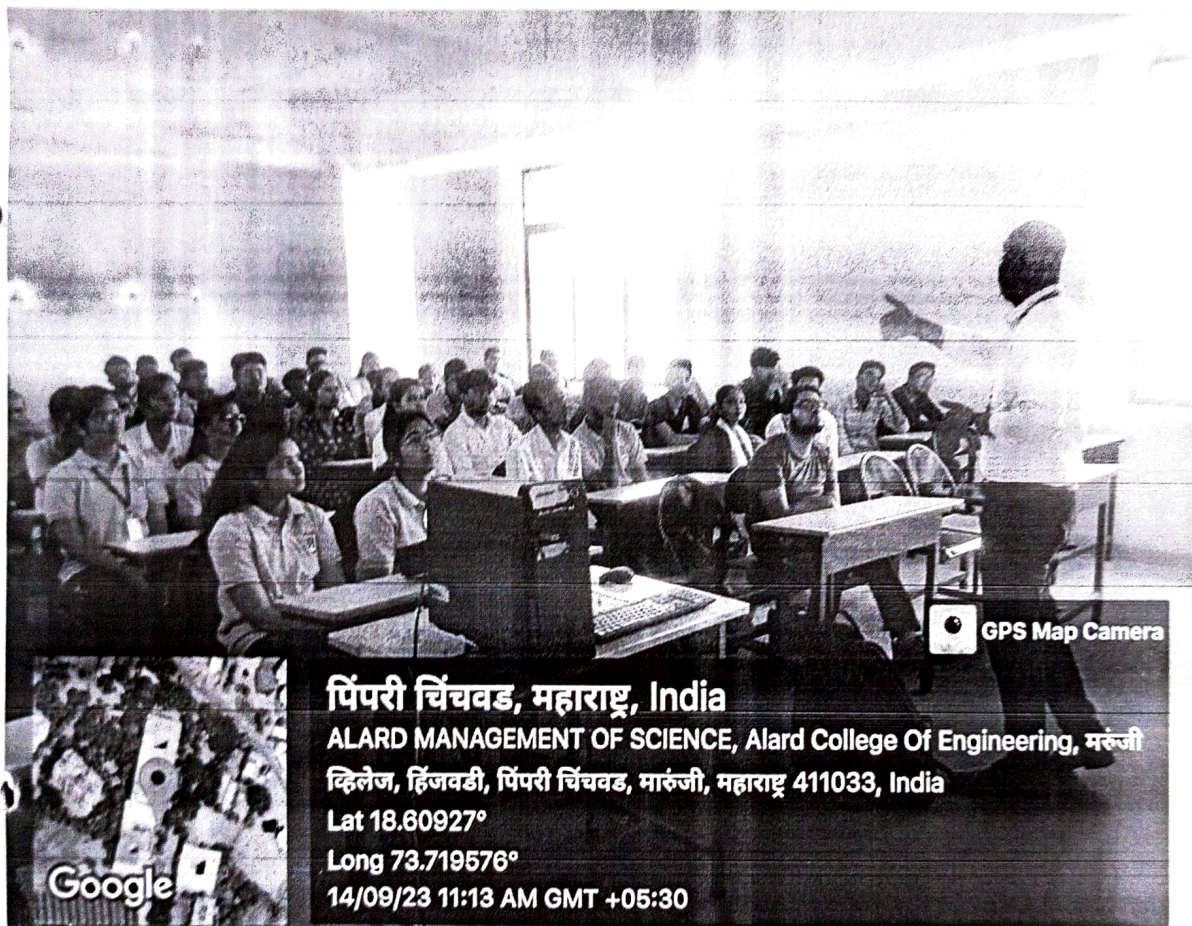 GPS Map Camera
पिंपरी चिंचवड, महाराष्ट्र, India
ALARD MANAGEMENT OF SCIENCE, Alard College Of Engineering, मरुंजी
व्हिलेज, हिंजवडी, पिंपरी चिंचवड, मारुंजी, महाराष्ट्र 411033, India
Lat 18.60927°
Long 73.719576°
14/09/23 11:13 AM GMT +05:30
Google